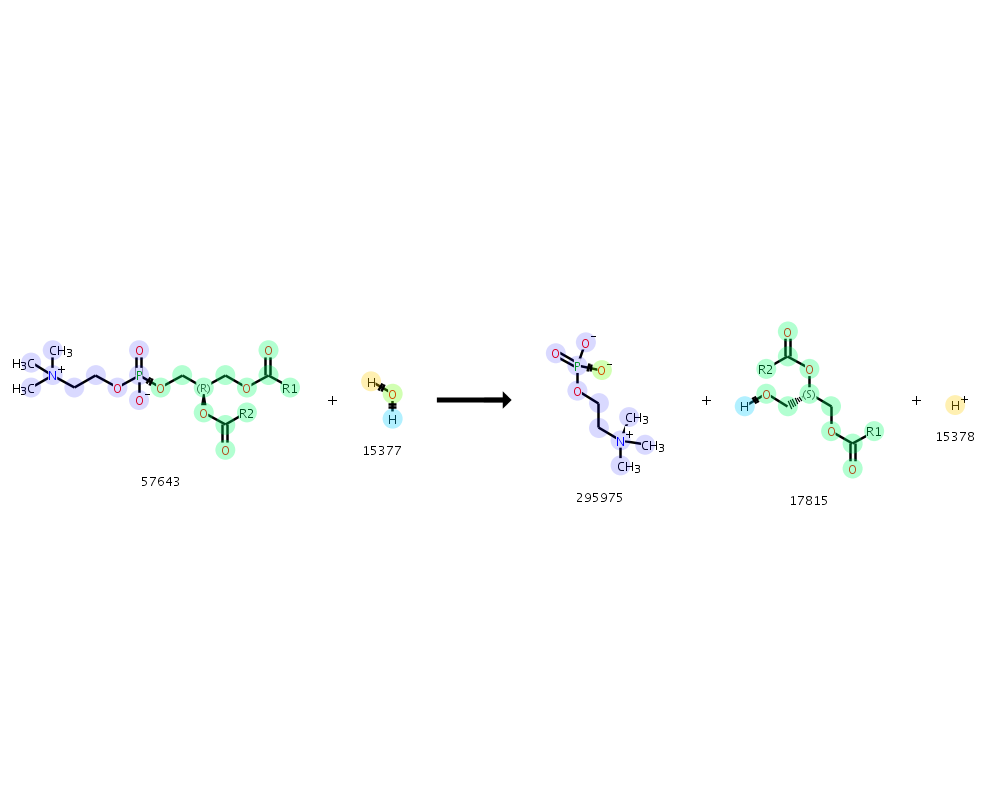 H₃C CH₃ N⁺ H₃C O O P O⁻ O (R) O R2 O O O R1
57643
+
H O H
15377
O O⁻ P O⁻ O CH₃ N⁺ CH₃ CH₃
295975
+
O R2 O H O (S) O R1 O
17815
+
H⁺
15378